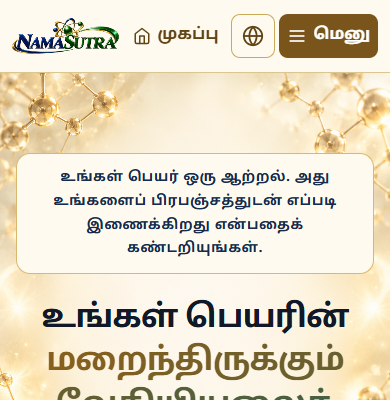 NAMASUTRA
முகப்பு
மெனு
உங்கள் பெயர் ஒரு ஆற்றல். அது
உங்களைப் பிரபஞ்சத்துடன் எப்படி
இணைக்கிறது என்பதைக்
கண்டறியுங்கள்.
உங்கள் பெயரின்
மறைந்திருக்கும்